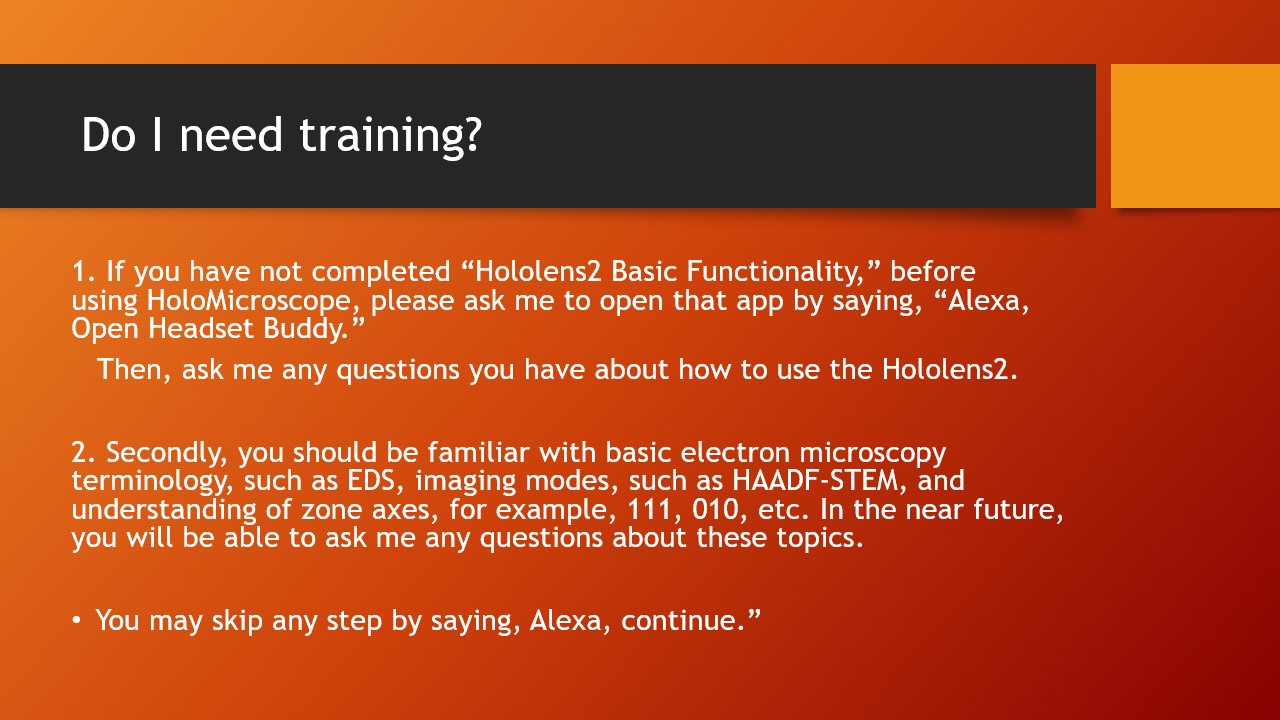 Do I need training?
1. If you have not completed “Hololens2 Basic Functionality,” before
using HoloMicroscope, please ask me to open that app by saying, “Alexa,
Open Headset Buddy.”
Then, ask me any questions you have about how to use the Hololens2.
2. Secondly, you should be familiar with basic electron microscopy
terminology, such as EDS, imaging modes, such as HAADF-STEM, and
understanding of zone axes, for example, 111, 010, etc. In the near future,
you will be able to ask me any questions about these topics.
• You may skip any step by saying, Alexa, continue.”